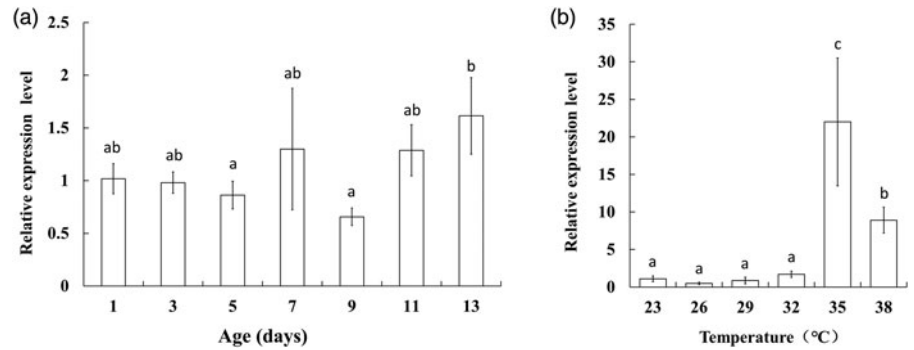 (a)
Relative expression level
2.5
2
1.5
1
0.5
0
ab
ab
a
ab
a
ab
b
1 3 5 7 9 11 13
Age (days)
(b)
Relative expression level
35
30
25
20
15
10
5
0
a
a
a
a
c
b
23 26 29 32 35 38
Temperature（°C）